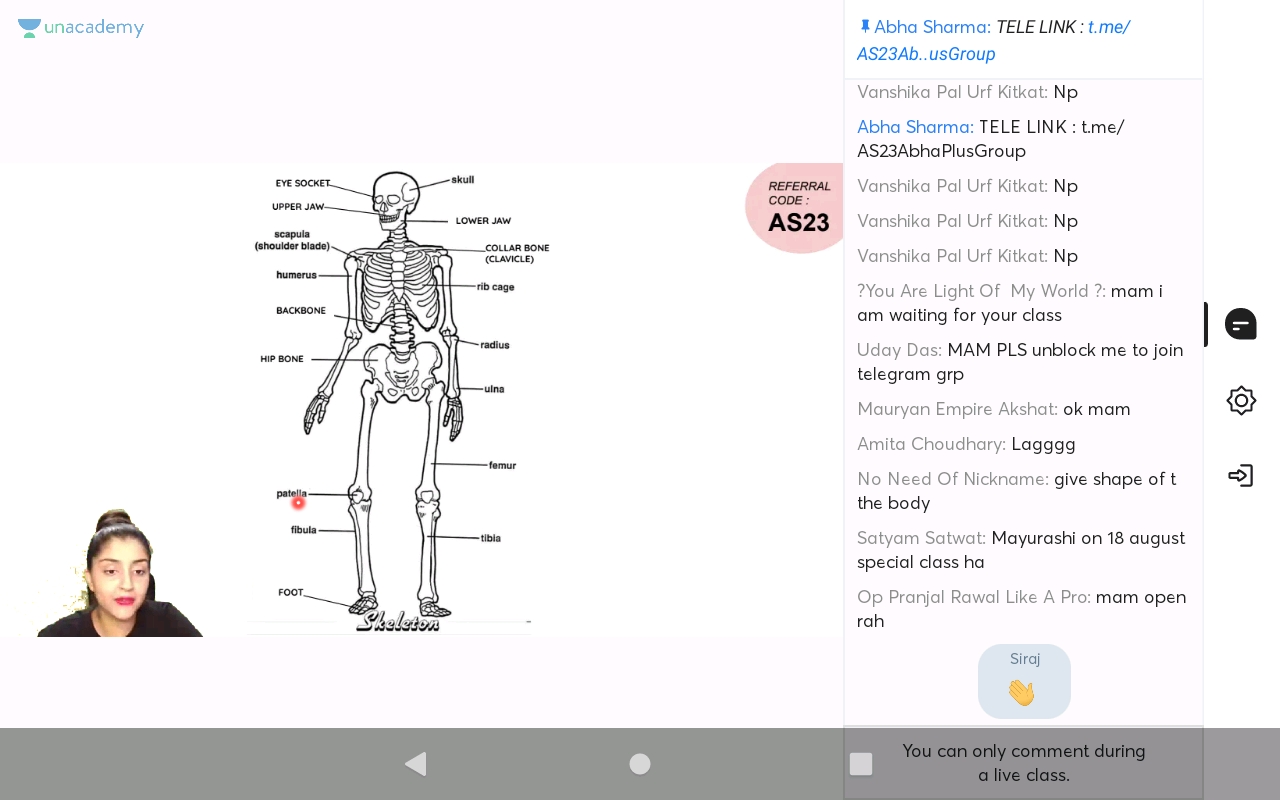 unacademy
EYE SOCKET
skull
UPPER JAW
LOWER JAW
scapula
(shoulder blade)
COLLAR BONE
(CLAVICLE)
humerus
rib cage
BACKBONE
radius
HIP BONE
ulna
femur
patella
fibula
tibia
FOOT
Skeleton
REFERRAL
CODE :
AS23
Abha Sharma: TELE LINK : t.me/
AS23Ab..usGroup
Vanshika Pal Urf Kitkat: Np
Abha Sharma: TELE LINK : t.me/
AS23AbhaPlusGroup
Vanshika Pal Urf Kitkat: Np
Vanshika Pal Urf Kitkat: Np
Vanshika Pal Urf Kitkat: Np
?You Are Light Of My World ?: mam i
am waiting for your class
Uday Das: MAM PLS unblock me to join
telegram grp
Mauryan Empire Akshat: ok mam
Amita Choudhary: Lagggg
No Need Of Nickname: give shape of t
the body
Satyam Satwat: Mayurashi on 18 august
special class ha
Op Pranjal Rawal Like A Pro: mam open
rah
Siraj
You can only comment during
a live class.